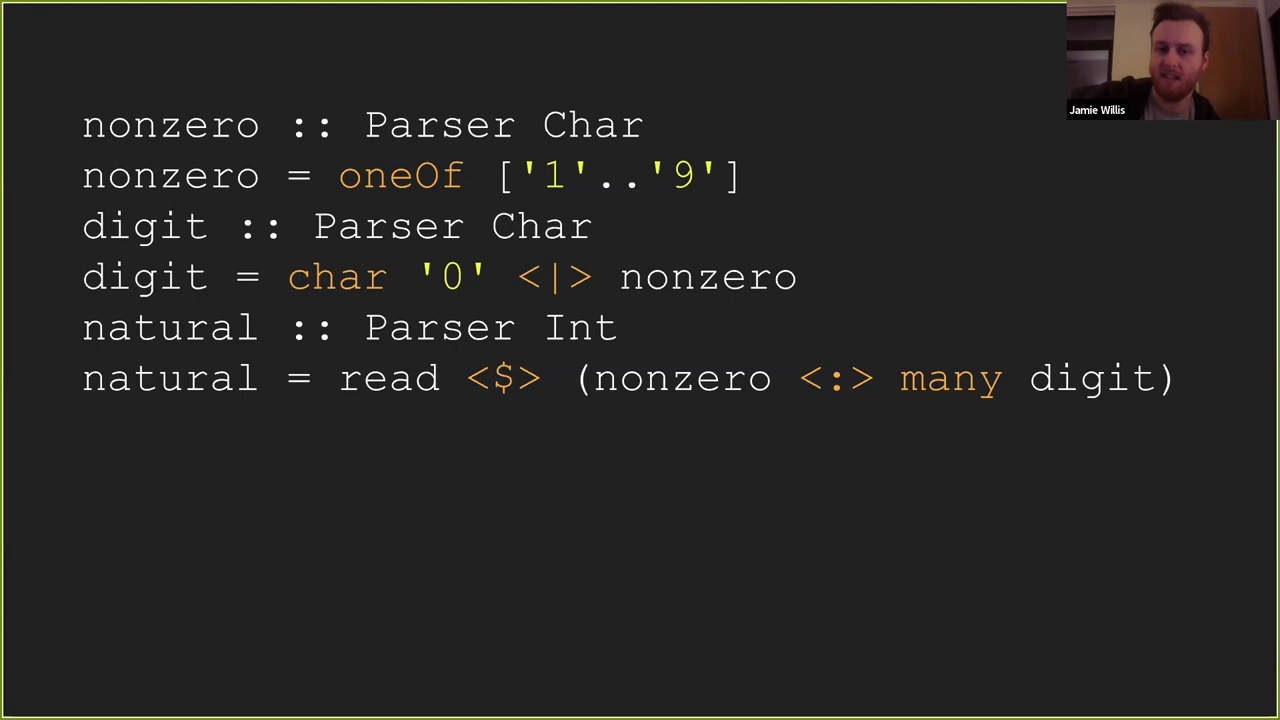 Jamie Willis
nonzero :: Parser Char
nonzero = oneOf ['1'..'9']
digit :: Parser Char
digit = char '0' <|> nonzero
natural :: Parser Int
natural = read <$> (nonzero <:> many digit)